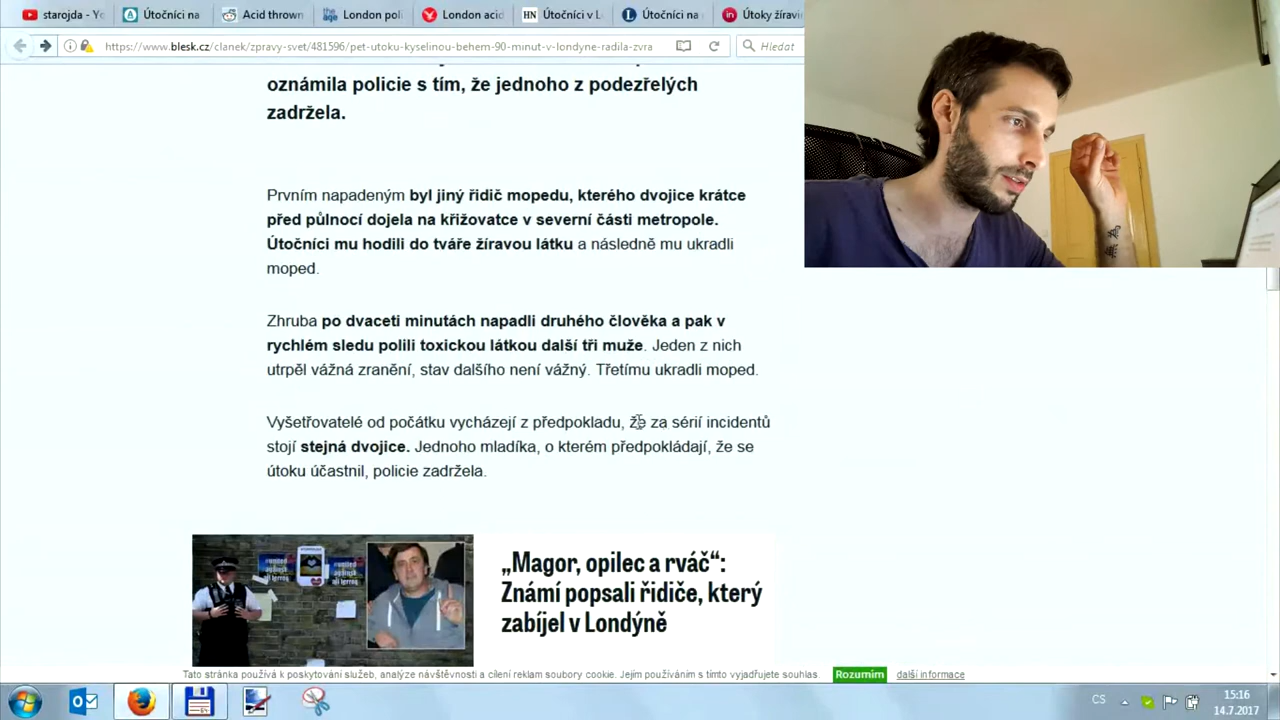 starojda - Yo
Útočníci na
Acid thrown
London poli
London acid
HN Útočníci v L
Útočníci na
Útoky žíravi
https://www.blesk.cz/clanek/zpravy-svet/481596/pet-utoku-kyselinou-behem-90-minut-v-londyne-radila-zvra
Hledat
oznámila policie s tím, že jednoho z podezřelých
zadržela.
Prvním napadeným byl jiný řidič mopedu, kterého dvojice krátce
před půlnocí dojela na křižovatce v severní části metropole.
Útočníci mu hodili do tváře žíravou látku a následně mu ukradli
moped.
Zhruba po dvaceti minutách napadli druhého člověka a pak v
rychlém sledu polili toxickou látkou další tři muže. Jeden z nich
utrpěl vážná zranění, stav dalšího není vážný. Třetímu ukradli moped.
Vyšetřovatelé od počátku vycházejí z předpokladu, že za sérií incidentů
stojí stejná dvojice. Jednoho mladíka, o kterém předpokládají, že se
útoku účastnil, policie zadržela.
„Magor, opilec a rváč“:
Známí popsali řidiče, který
zabíjel v Londýně
Tato stránka používá k poskytování služeb, analýze návštěvnosti a cílení reklam soubory cookie. Jejím používáním s tímto vyjadřujete souhlas.
Rozumím
další informace
CS
15:16
14.7.2017